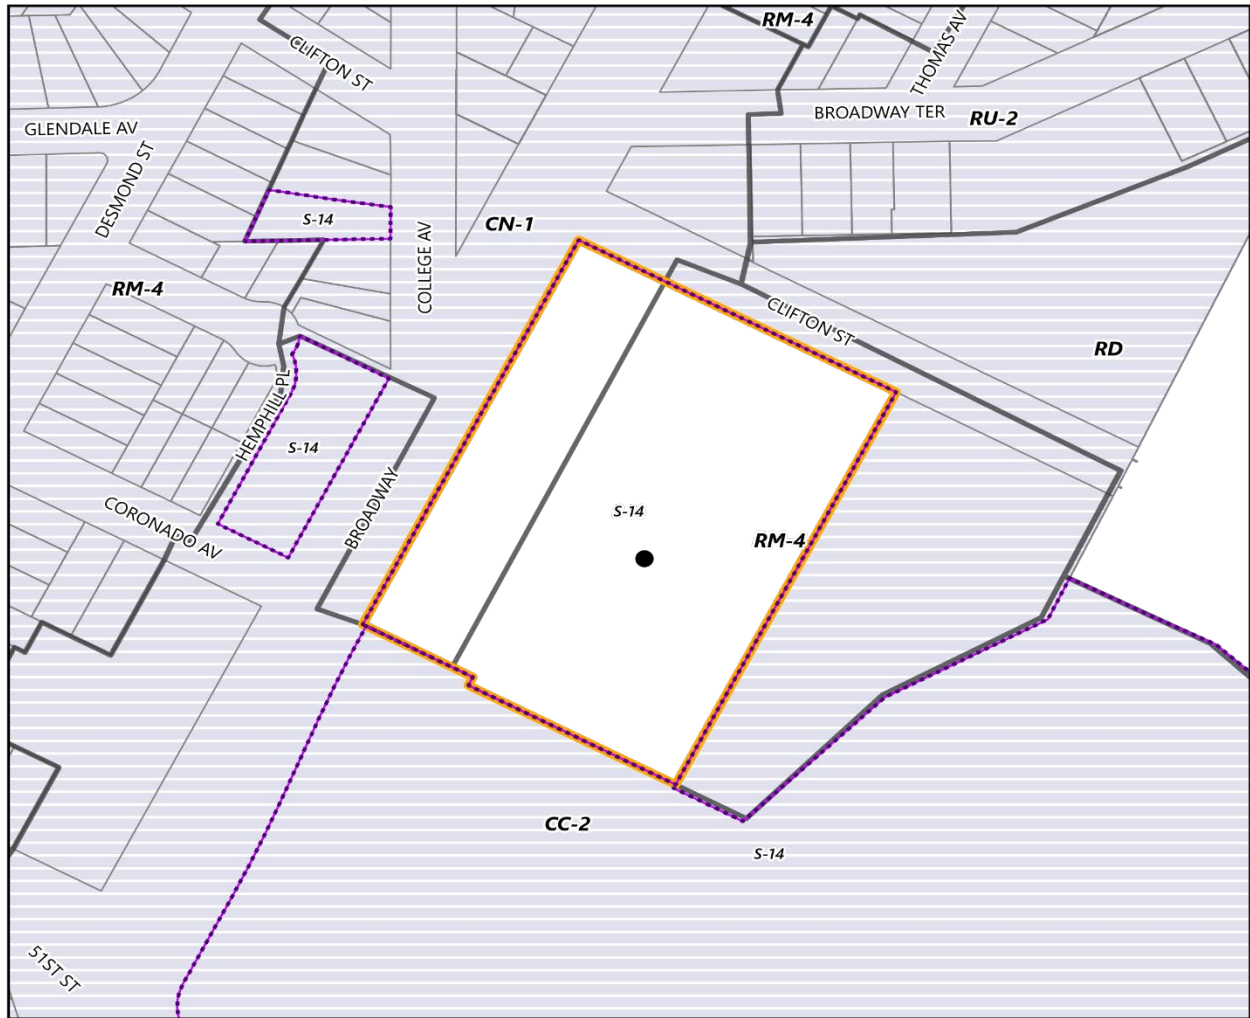 RM-4
CLIFTON ST
THOMAS AV
BROADWAY TER
RU-2
GLENDALE AV
DESMOND ST
S-14
CN-1
COLLEGE AV
RM-4
CLIFTON ST
RD
HEMPHILL PL
S-14
BROADWAY
CORONADO AV
S-14
RM-4
CC-2
S-14
51ST ST